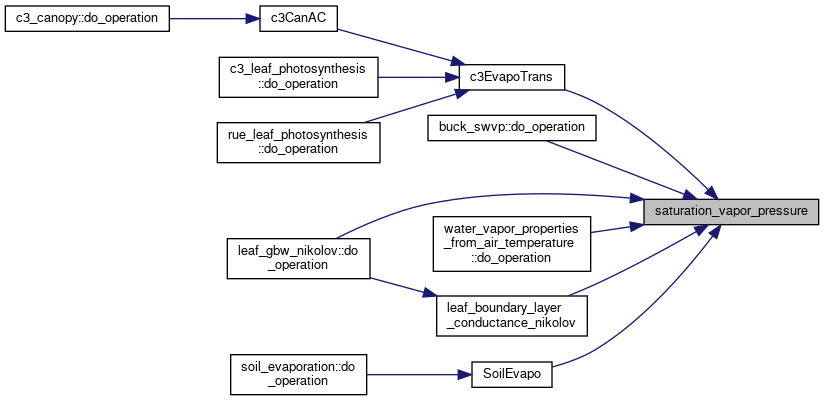 c3_canopy::do_operation
c3CanAC
c3_leaf_photosynthesis
::do_operation
c3EvapoTrans
rue_leaf_photosynthesis
::do_operation
buck_swvp::do_operation
saturation_vapor_pressure
water_vapor_properties
_from_air_temperature
::do_operation
leaf_gbw_nikolov::do
_operation
leaf_boundary_layer
_conductance_nikolov
soil_evaporation::do
_operation
SoilEvapo